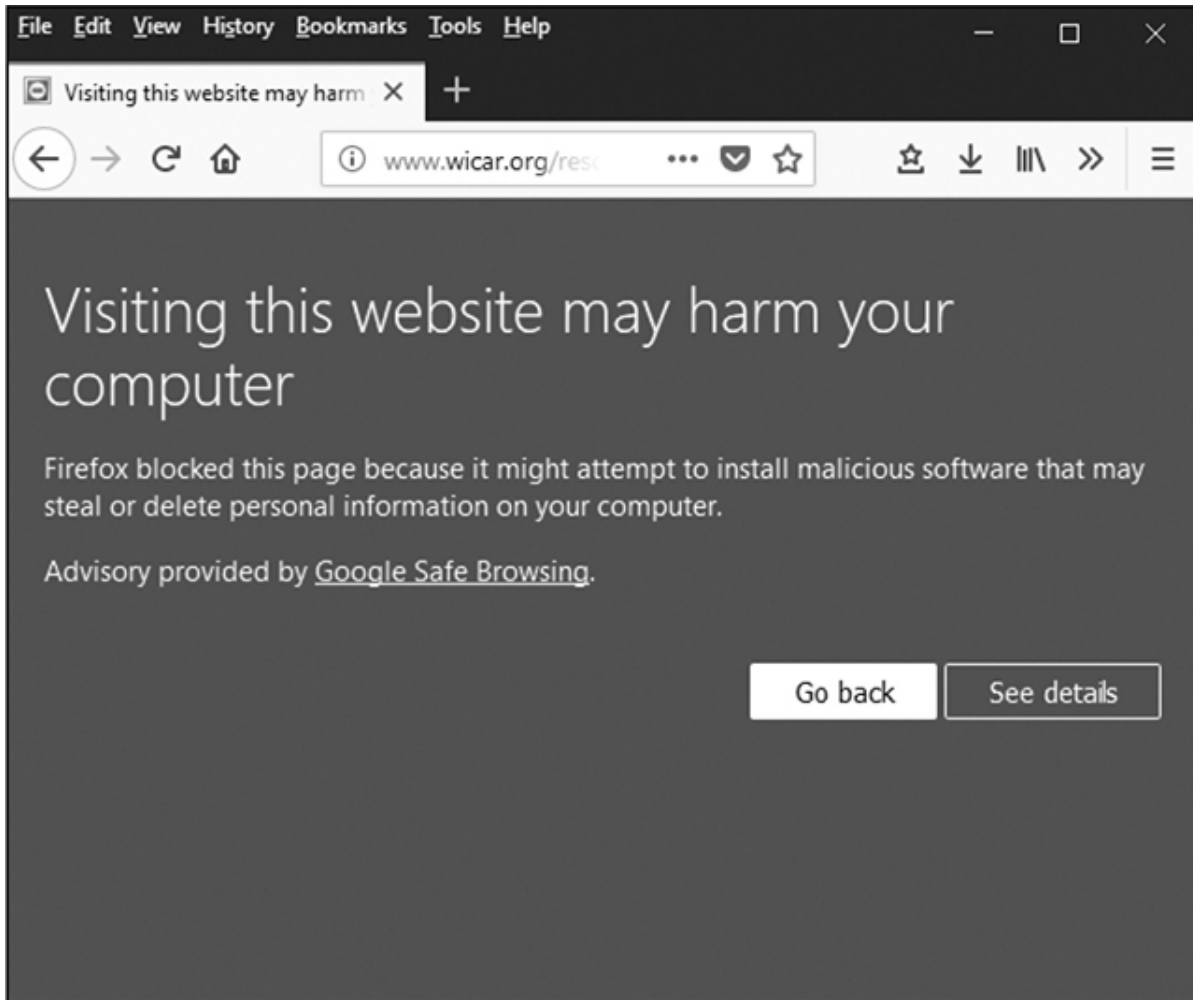 File Edit View History Bookmarks Tools Help
Visiting this website may harm
www.wicar.org/res
Visiting this website may harm your
computer
Firefox blocked this page because it might attempt to install malicious software that may
steal or delete personal information on your computer.
Advisory provided by Google Safe Browsing.
Go back See details